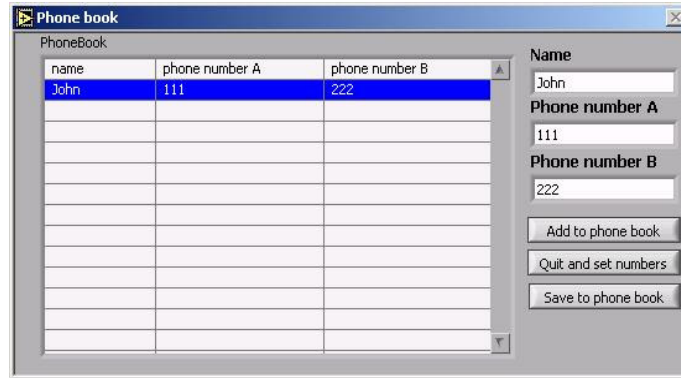 Phone book
PhoneBook
name phone number A phone number B
John 111 222
Name
John
Phone number A
111
Phone number B
222
Add to phone book
Quit and set numbers
Save to phone book